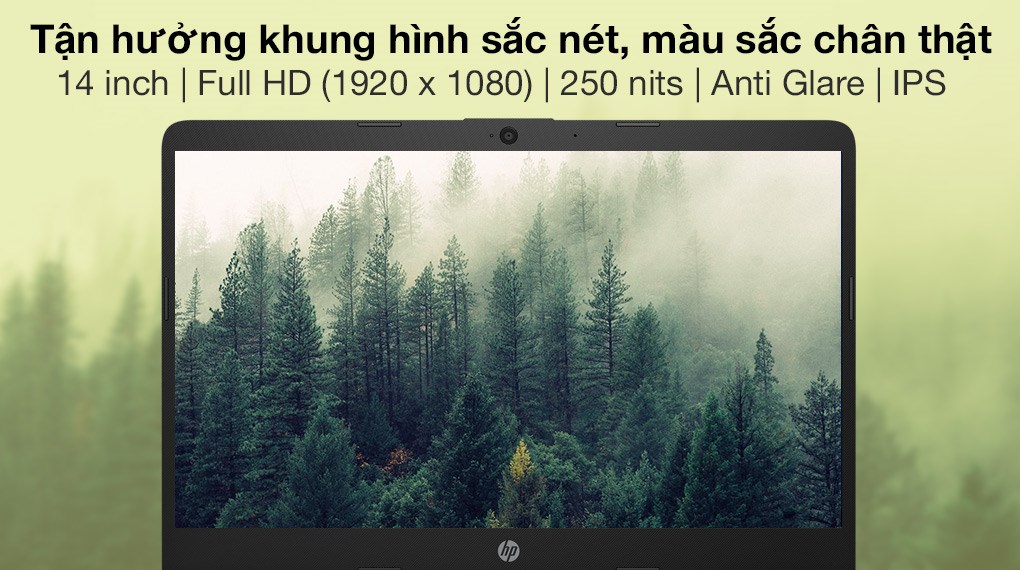 Tận hưởng khung hình sắc nét, màu sắc chân thật
14 inch | Full HD (1920 x 1080) | 250 nits | Anti Glare | IPS
hp